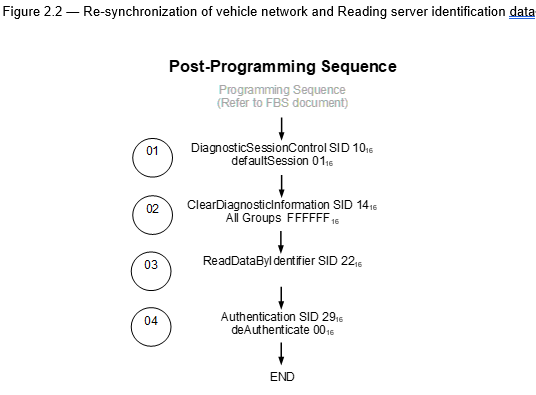 Figure 2.2 — Re-synchronization of vehicle network and Reading server identification data
Post-Programming Sequence
Programming Sequence
(Refer to FBS document)
01
DiagnosticSessionControl SID 10₁₆
defaultSession 01₁₆
02
ClearDiagnosticInformation SID 14₁₆
All Groups FFFFFF ₁₆
03
ReadDataByIdentifier SID 22₁₆
04
Authentication SID 29₁₆
deAuthenticate 00₁₆
END